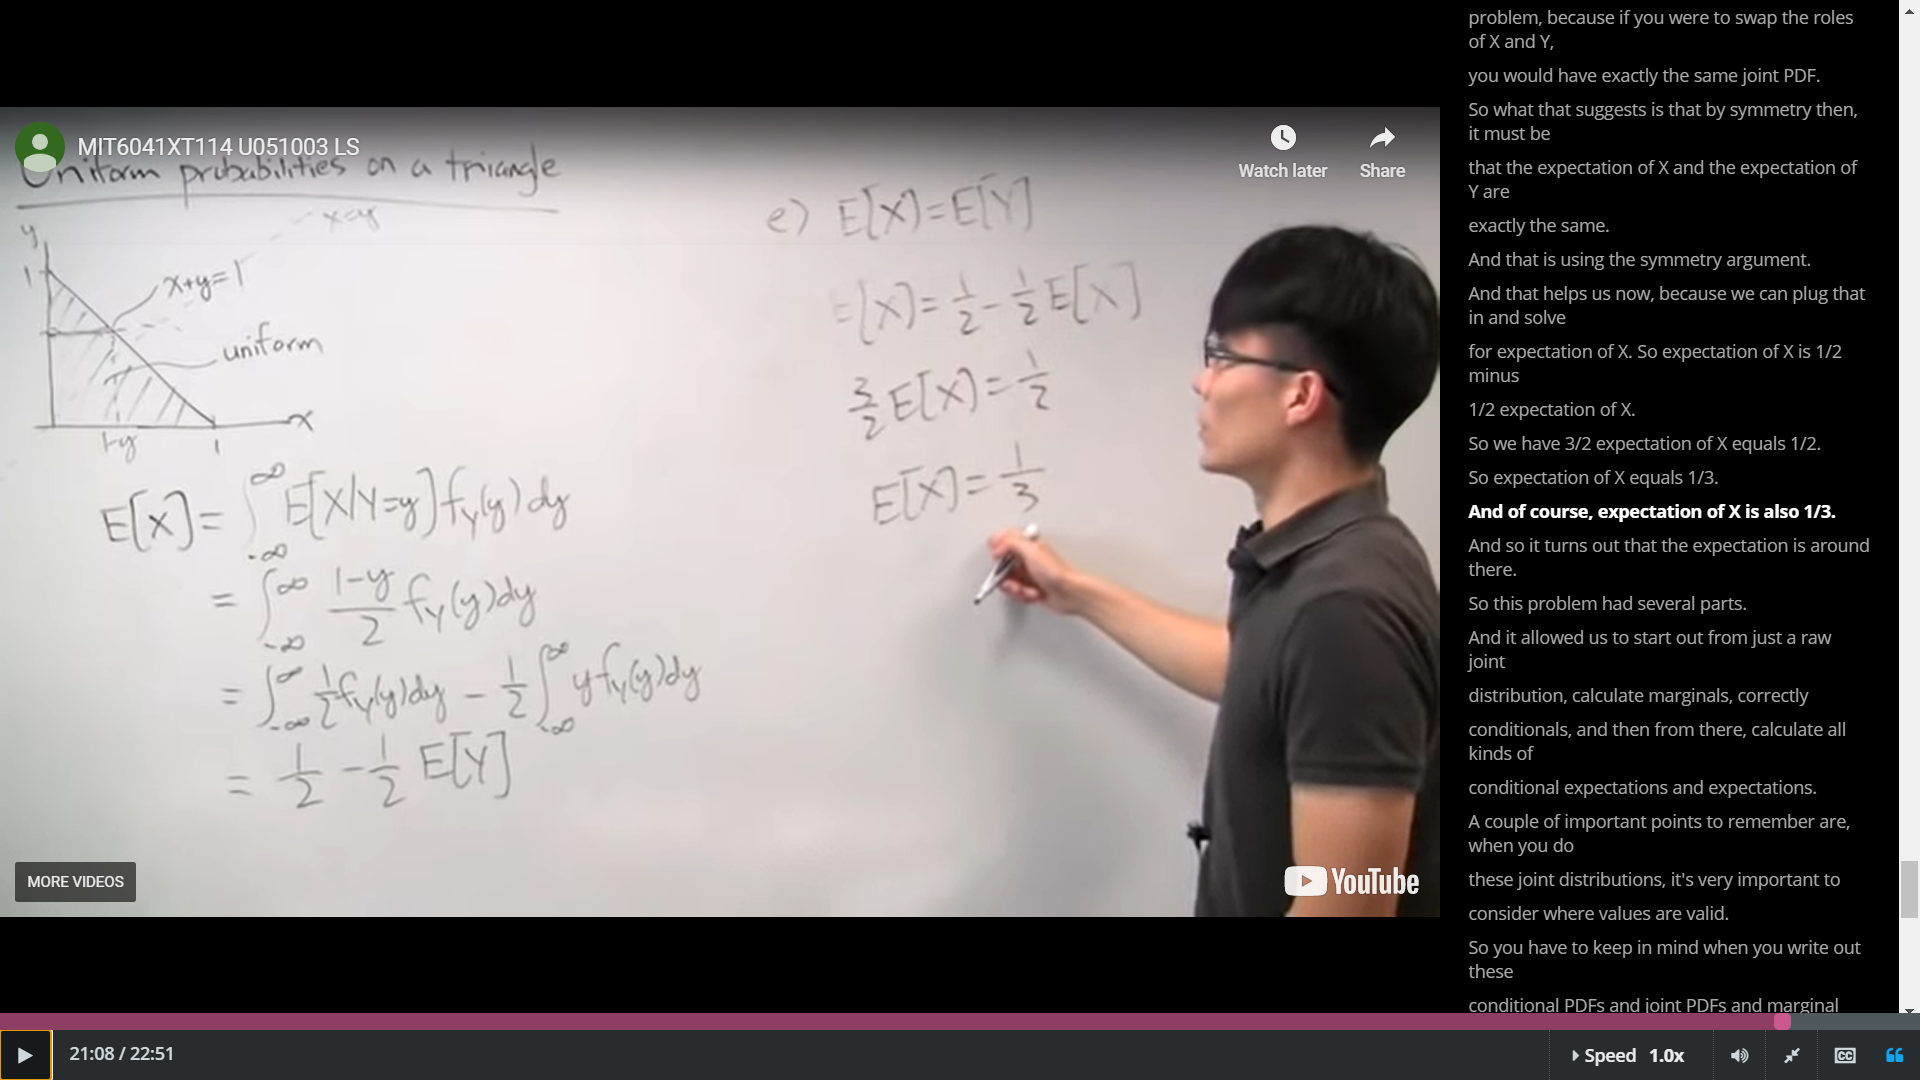 MIT6041XT114 U051003 LS
Watch later
Share
Uniform probabilities on a triangle
x=y
y
1
x+y=1
uniform
x
1-y
1
E[X] = ∫_{-∞}^{∞} E[X|Y=y] f_Y(y) dy
= ∫_{-∞}^{∞} \frac{1-y}{2} f_Y(y) dy
= ∫_{-∞}^{∞} \frac{1}{2} f_Y(y) dy - \frac{1}{2} ∫_{-∞}^{∞} y f_Y(y) dy
= \frac{1}{2} - \frac{1}{2} E[Y]
e) E[X] = E[Y]
E[X] = \frac{1}{2} - \frac{1}{2} E[X]
\frac{3}{2} E[X] = \frac{1}{2}
E[X] = \frac{1}{3}
MORE VIDEOS
YouTube
problem, because if you were to swap the roles
of X and Y,
you would have exactly the same joint PDF.
So what that suggests is that by symmetry then,
it must be
that the expectation of X and the expectation of
Y are
exactly the same.
And that is using the symmetry argument.
And that helps us now, because we can plug that
in and solve
for expectation of X. So expectation of X is 1/2
minus
1/2 expectation of X.
So we have 3/2 expectation of X equals 1/2.
So expectation of X equals 1/3.
And of course, expectation of X is also 1/3.
And so it turns out that the expectation is around
there.
So this problem had several parts.
And it allowed us to start out from just a raw
joint
distribution, calculate marginals, correctly
conditionals, and then from there, calculate all
kinds of
conditional expectations and expectations.
A couple of important points to remember are,
when you do
these joint distributions, it's very important to
consider where values are valid.
So you have to keep in mind when you write out
these
conditional PDFs and joint PDFs and marginal
21:08 / 22:51
Speed 1.0x
CC